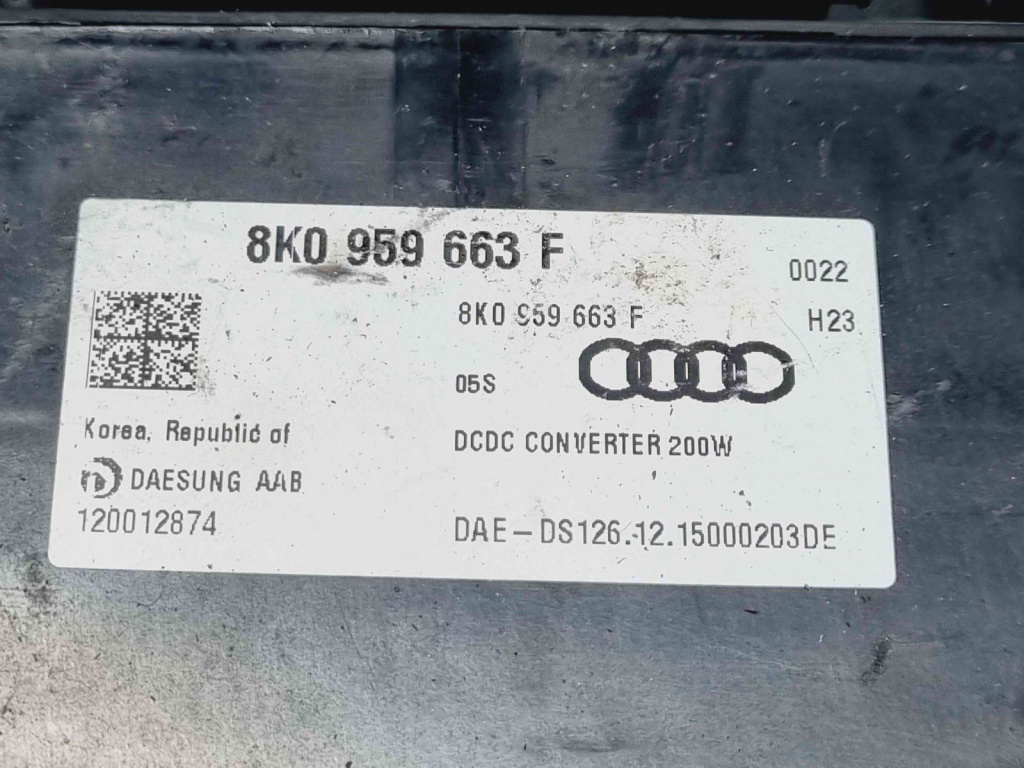 8K0 959 663 F
0022
8K0 959 663 F
H23
05S
Korea, Republic of
DCDC CONVERTER 200W
DAESUNG AAB
120012874
DAE-DS126.12.15000203DE